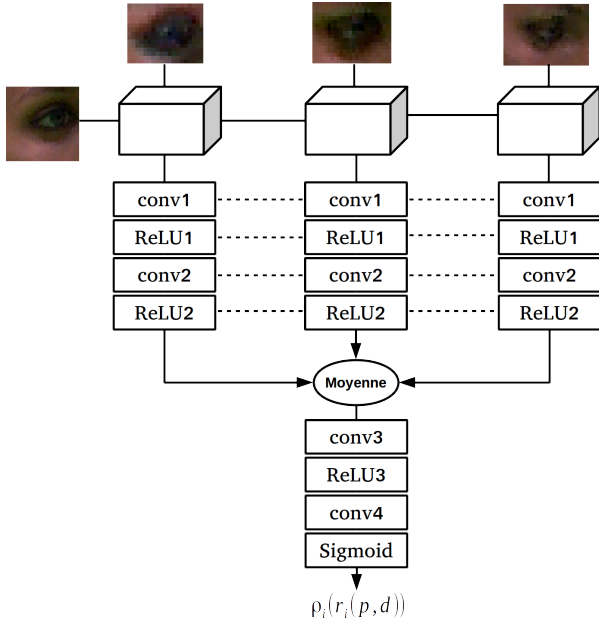 conv1 conv1 conv1
ReLU1 ReLU1 ReLU1
conv2 conv2 conv2
ReLU2 ReLU2 ReLU2
Moyenne
conv3
ReLU3
conv4
Sigmoid
ρᵢ(rᵢ(p,d))